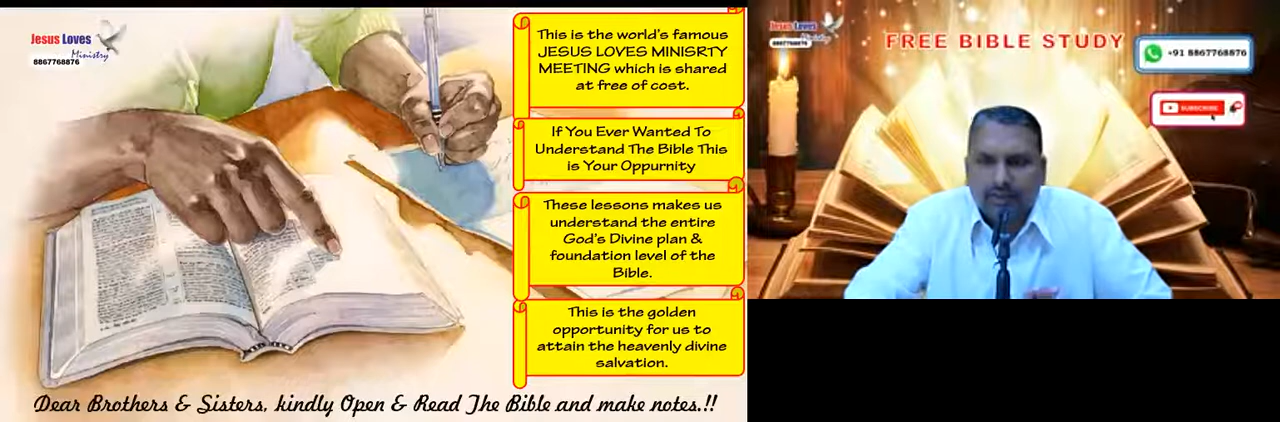 Jesus Loves
Ministry
8867768876
This is the world's famous
JESUS LOVES MINISRTY
MEETING which is shared
at free of cost.
If You Ever Wanted To
Understand The Bible This
is Your Oppurnity
These lessons makes us
understand the entire
God's Divine plan &
foundation level of the
Bible.
This is the golden
opportunity for us to
attain the heavenly divine
salvation.
Dear Brothers & Sisters, kindly Open & Read The Bible and make notes.!!
Jesus Loves
Ministry
8867768876
FREE BIBLE STUDY
+91 8867768876
SUBSCRIBE